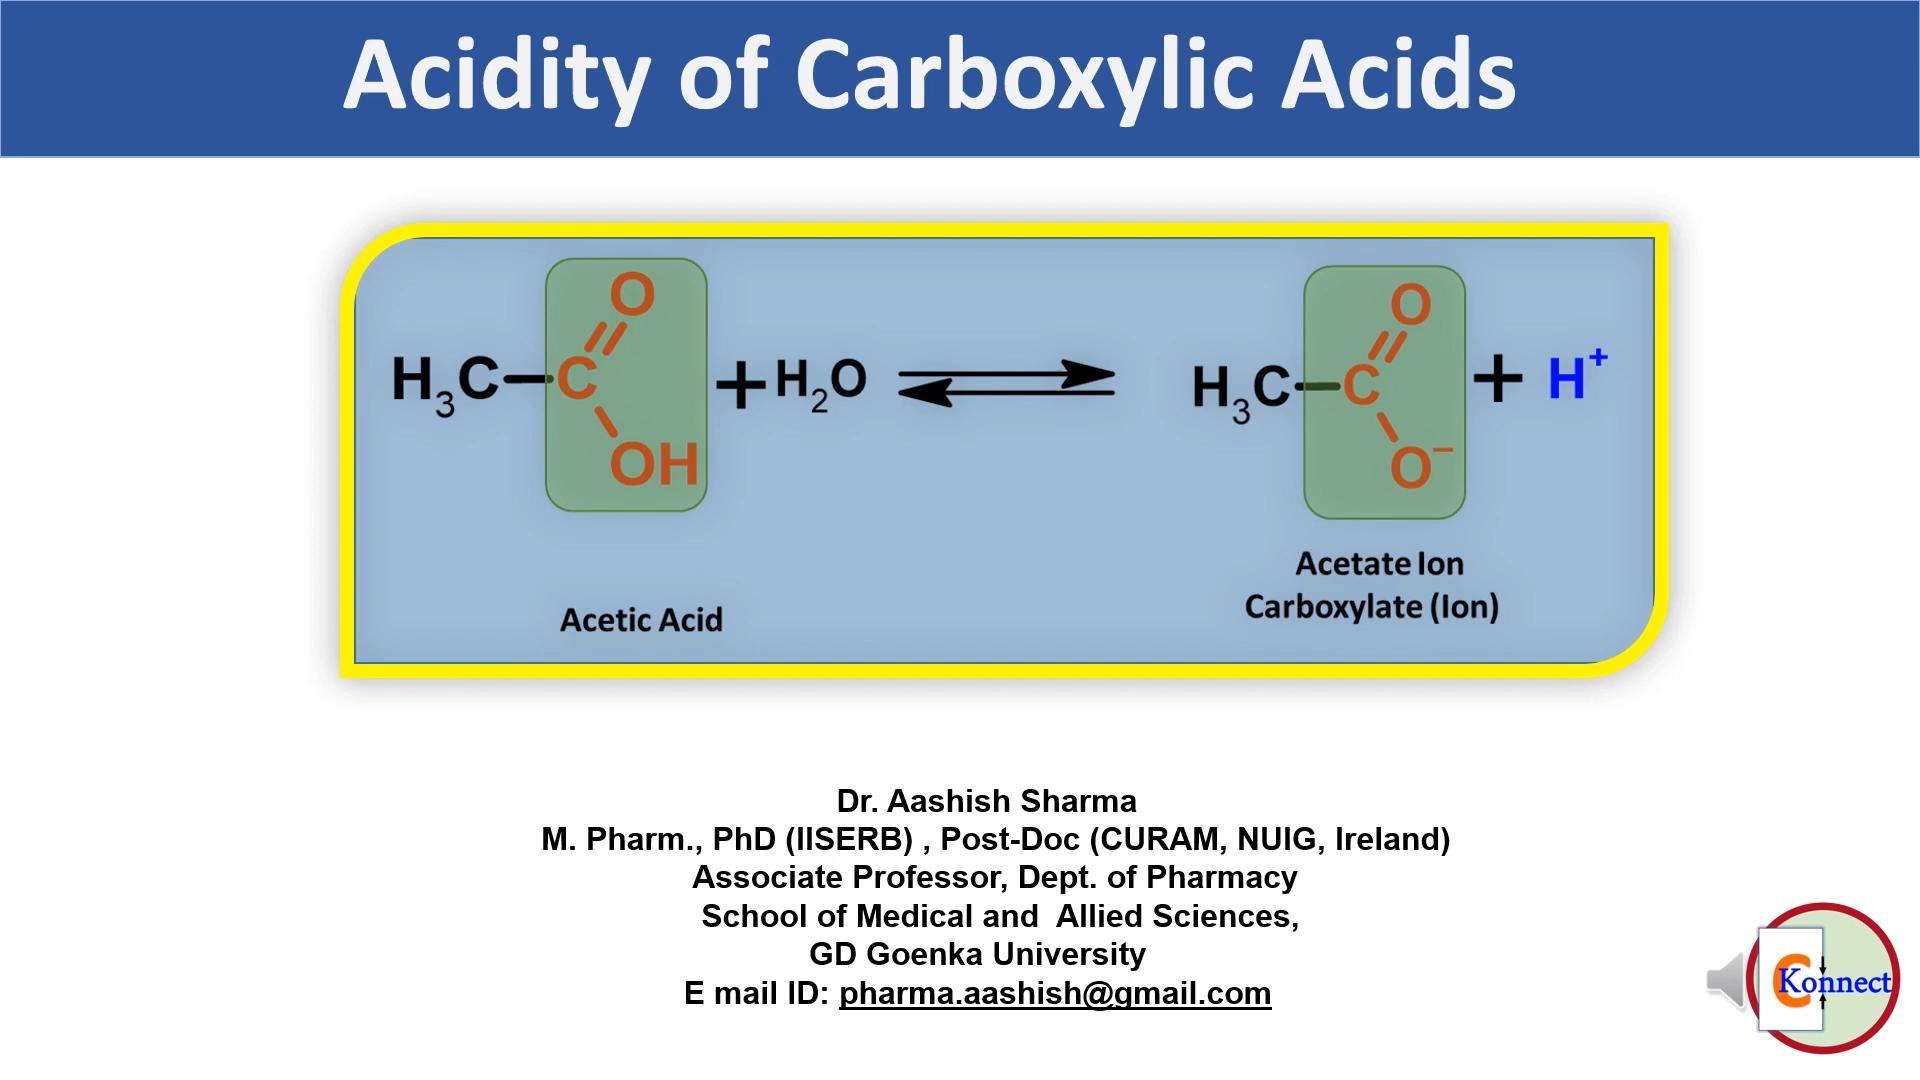 Acidity of Carboxylic Acids
O O
H3C C + H2O H3C C + H+
OH O−
Acetate Ion
Carboxylate (Ion)
Acetic Acid
Dr. Aashish Sharma
M. Pharm., PhD (IISERB) , Post-Doc (CURAM, NUIG, Ireland)
Associate Professor, Dept. of Pharmacy
School of Medical and Allied Sciences,
GD Goenka University
E mail ID: pharma.aashish@gmail.com
C Konnect